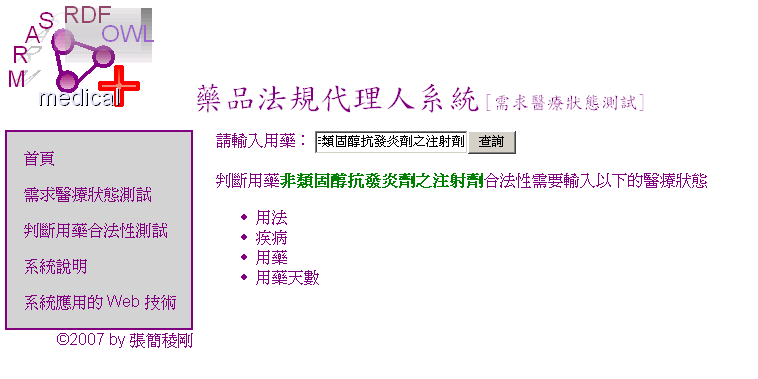 MRAS
RDF
OWL
medical
藥品法規代理人系統 [需求醫療狀態測試]
首頁
需求醫療狀態測試
判斷用藥合法性測試
系統說明
系統應用的 Web 技術
©2007 by 張簡稜剛
請輸入用藥： 類固醇抗發炎劑之注射劑 查詢
判斷用藥非類固醇抗發炎劑之注射劑合法性需要輸入以下的醫療狀態
用法
疾病
用藥
用藥天數